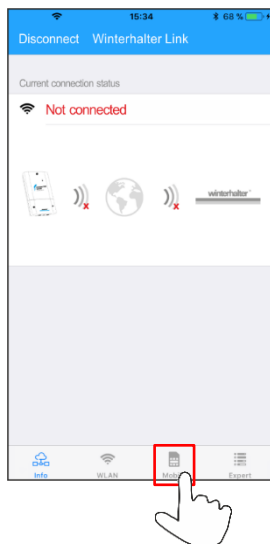 15:34 68 %
Disconnect Winterhalter Link
Current connection status
Not connected
winterhalter
Info WLAN Expert